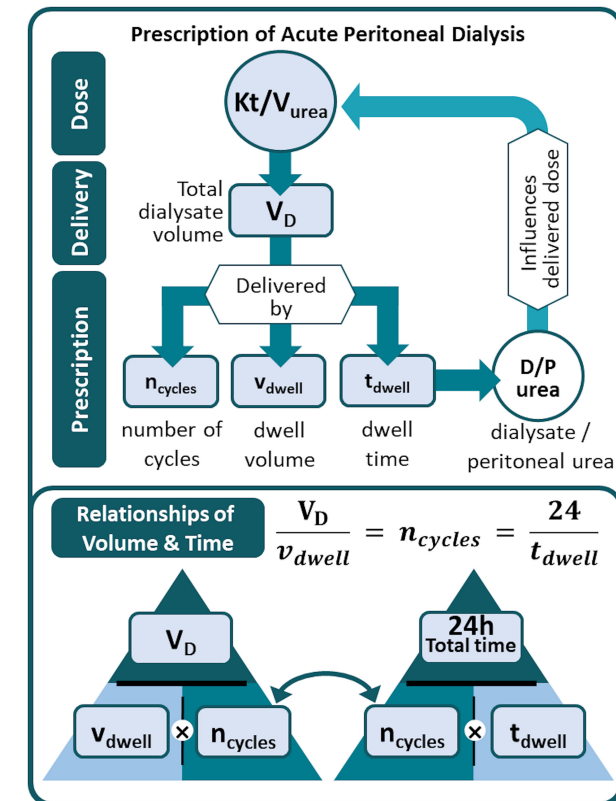 Prescription of Acute Peritoneal Dialysis
Dose
Kt/Vurea
Delivery
Total
dialysate
volume
VD
Influences
delivered dose
Prescription
Delivered
by
ncycles
vdwell
tdwell
D/P
urea
number of
cycles
dwell
volume
dwell
time
dialysate /
peritoneal urea
Relationships of
Volume & Time
VD / vdwell = ncycles = 24 / tdwell
VD
24h
Total time
vdwell × ncycles
ncycles × tdwell